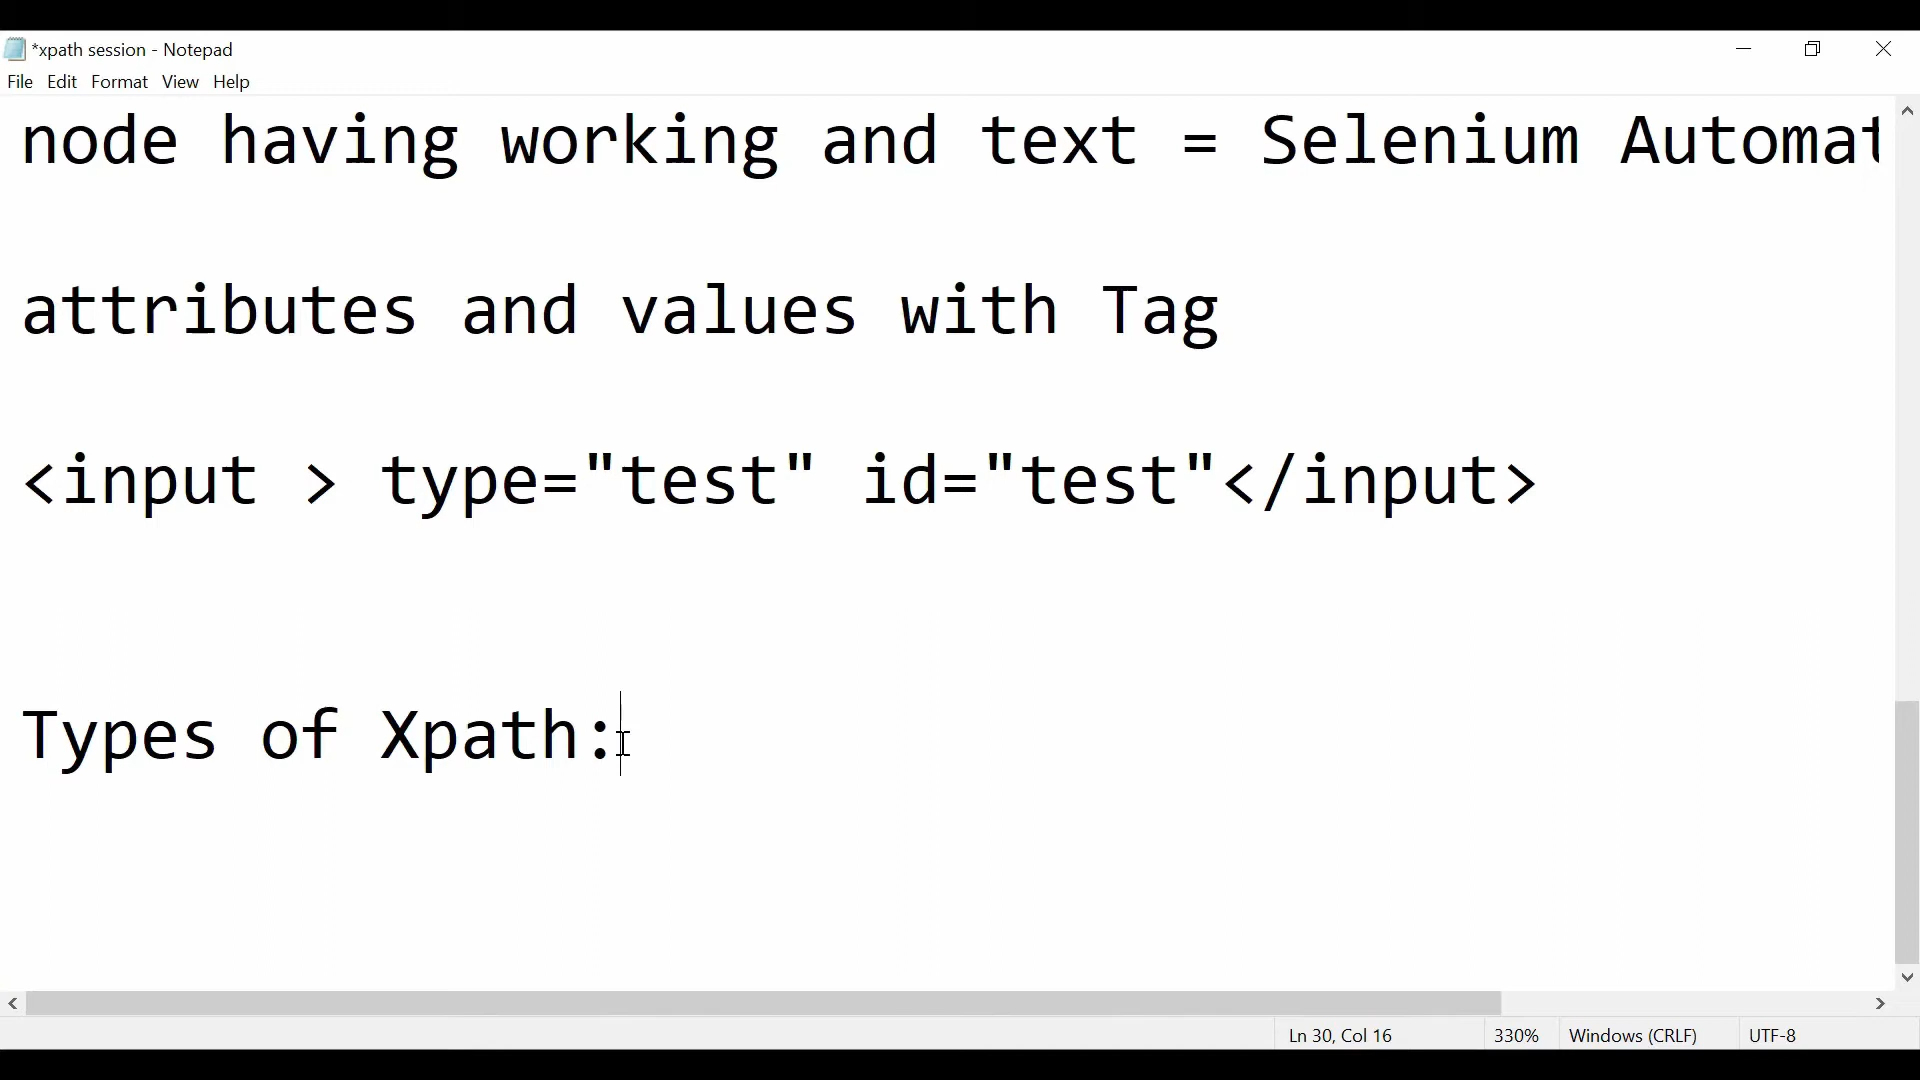 *xpath session - Notepad
File Edit Format View Help
node having working and text = Selenium Automat
attributes and values with Tag
<input > type="test" id="test"</input>
Types of Xpath:
Ln 30, Col 16 330% Windows (CRLF) UTF-8